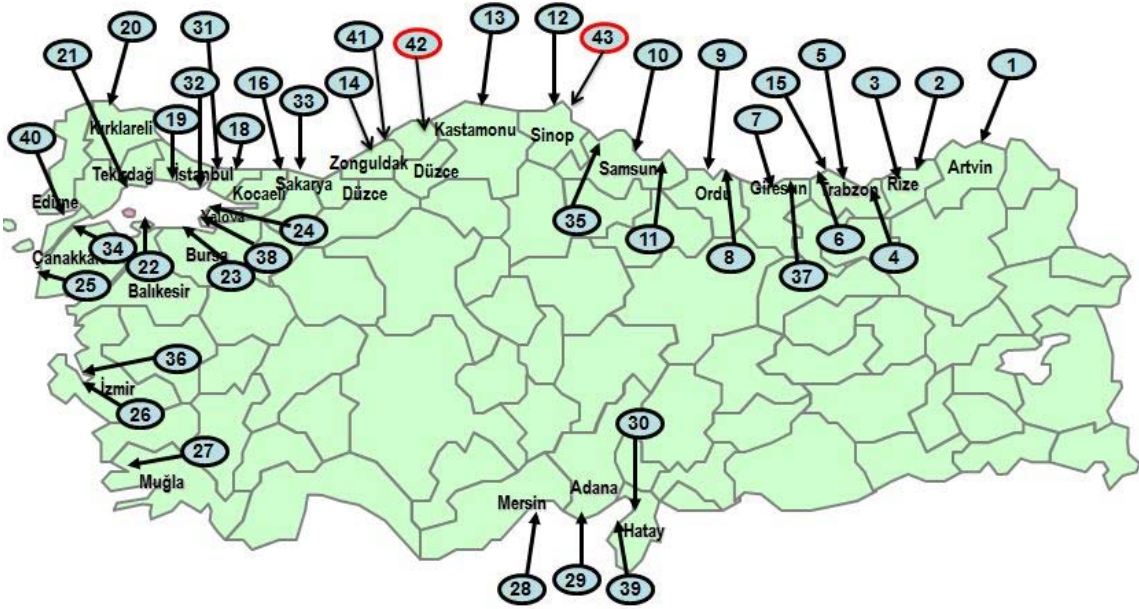 20
31
13
12
43
41
42
21
10
9
5
1
32
16
14
15
3
2
33
19
18
7
40
Kırklareli
Kastamonu
Sinop
Tekirdağ
İstanbul
Zonguldak
Düzce
Samsun
Artvin
Kocaeli
Sakarya
Düzce
Ordu
Giresun
Trabzon
Rize
Edirne
Yalova
24
35
11
6
34
Bursa
38
8
4
Çanakkale
22
23
37
25
Balıkesir
36
İzmir
26
30
27
Muğla
Adana
Mersin
Hatay
28
29
39